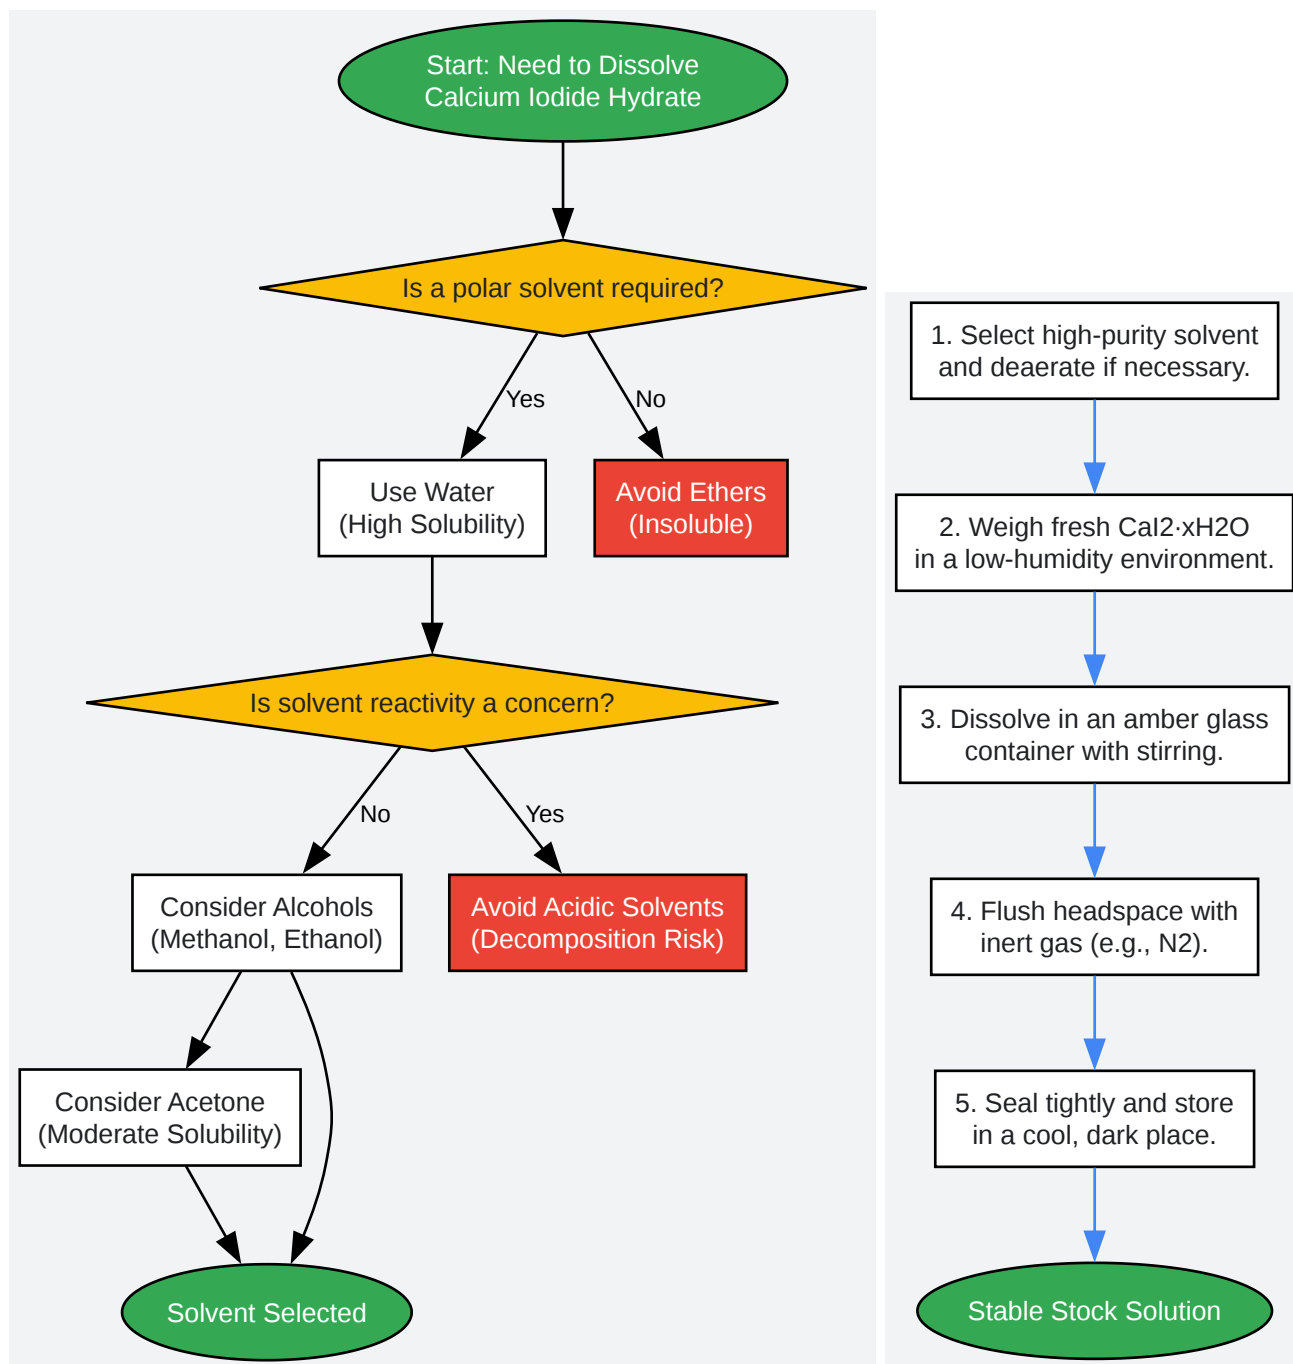 Start: Need to Dissolve
Calcium Iodide Hydrate
Is a polar solvent required?
Yes
No
Use Water
(High Solubility)
Avoid Ethers
(Insoluble)
Is solvent reactivity a concern?
No
Yes
Consider Alcohols
(Methanol, Ethanol)
Avoid Acidic Solvents
(Decomposition Risk)
Consider Acetone
(Moderate Solubility)
Solvent Selected
1. Select high-purity solvent
and deaerate if necessary.
2. Weigh fresh CaI2·xH2O
in a low-humidity environment.
3. Dissolve in an amber glass
container with stirring.
4. Flush headspace with
inert gas (e.g., N2).
5. Seal tightly and store
in a cool, dark place.
Stable Stock Solution